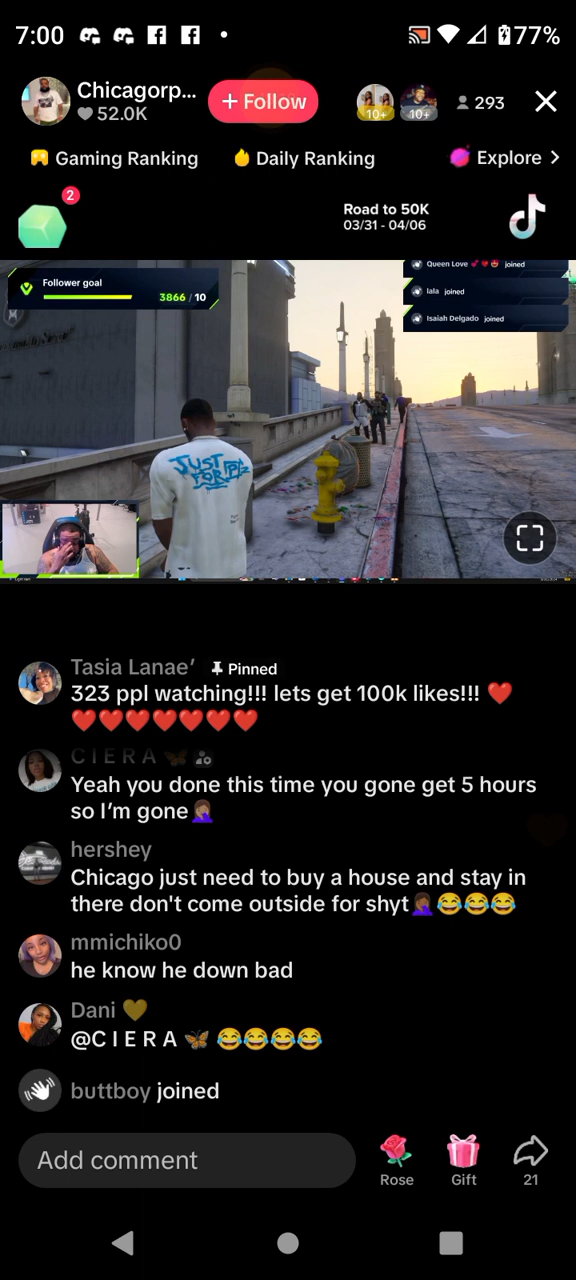 7:00
77%
Chicagorp...
+ Follow
52.0K
10+
10+
293
Gaming Ranking
Daily Ranking
Explore >
2
Road to 50K
03/31 - 04/06
Follower goal
3866 / 10
Queen Love 💕❤️😍 joined
lala joined
Isaiah Delgado joined
JUST
FOR PPL
Tasia Lanae’ Pinned
323 ppl watching!!! lets get 100k likes!!! ❤️
❤️❤️❤️❤️❤️❤️❤️
C I E R A 🦋
Yeah you done this time you gone get 5 hours
so I’m gone🤦🏽‍♀️
hershey
Chicago just need to buy a house and stay in
there don't come outside for shyt🤦🏽‍♀️😂😂😂
mmichiko0
he know he down bad
Dani 💛
@C I E R A 🦋 😂😂😂😂
buttboy joined
Add comment
Rose
Gift
21